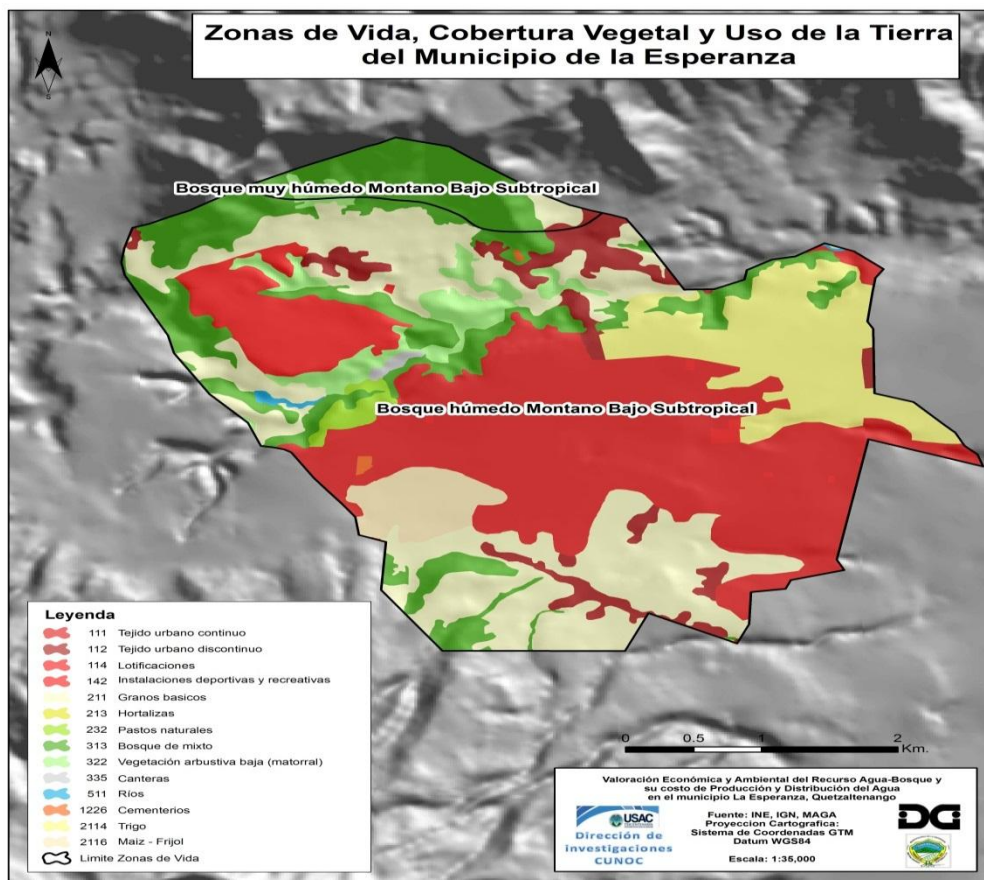 Zonas de Vida, Cobertura Vegetal y Uso de la Tierra
del Municipio de la Esperanza
N
Bosque muy húmedo Montano Bajo Subtropical
Bosque húmedo Montano Bajo Subtropical
Leyenda
111 Tejido urbano continuo
112 Tejido urbano discontinuo
114 Lotificaciones
142 Instalaciones deportivas y recreativas
211 Granos basicos
213 Hortalizas
232 Pastos naturales
313 Bosque de mixto
322 Vegetación arbustiva baja (matorral)
335 Canteras
511 Ríos
1226 Cementerios
2114 Trigo
2116 Maiz - Frijol
Limite Zonas de Vida
0 0.5 1 2
Km.
Valoración Económica y Ambiental del Recurso Agua-Bosque y
su costo de Producción y Distribución del Agua
en el municipio La Esperanza, Quetzaltenango
USAC
Dirección de
investigaciones
CUNOC
Fuente: INE, IGN, MAGA
Proyeccion Cartografica:
Sistema de Coordenadas GTM
Datum WGS84
Escala: 1:35,000